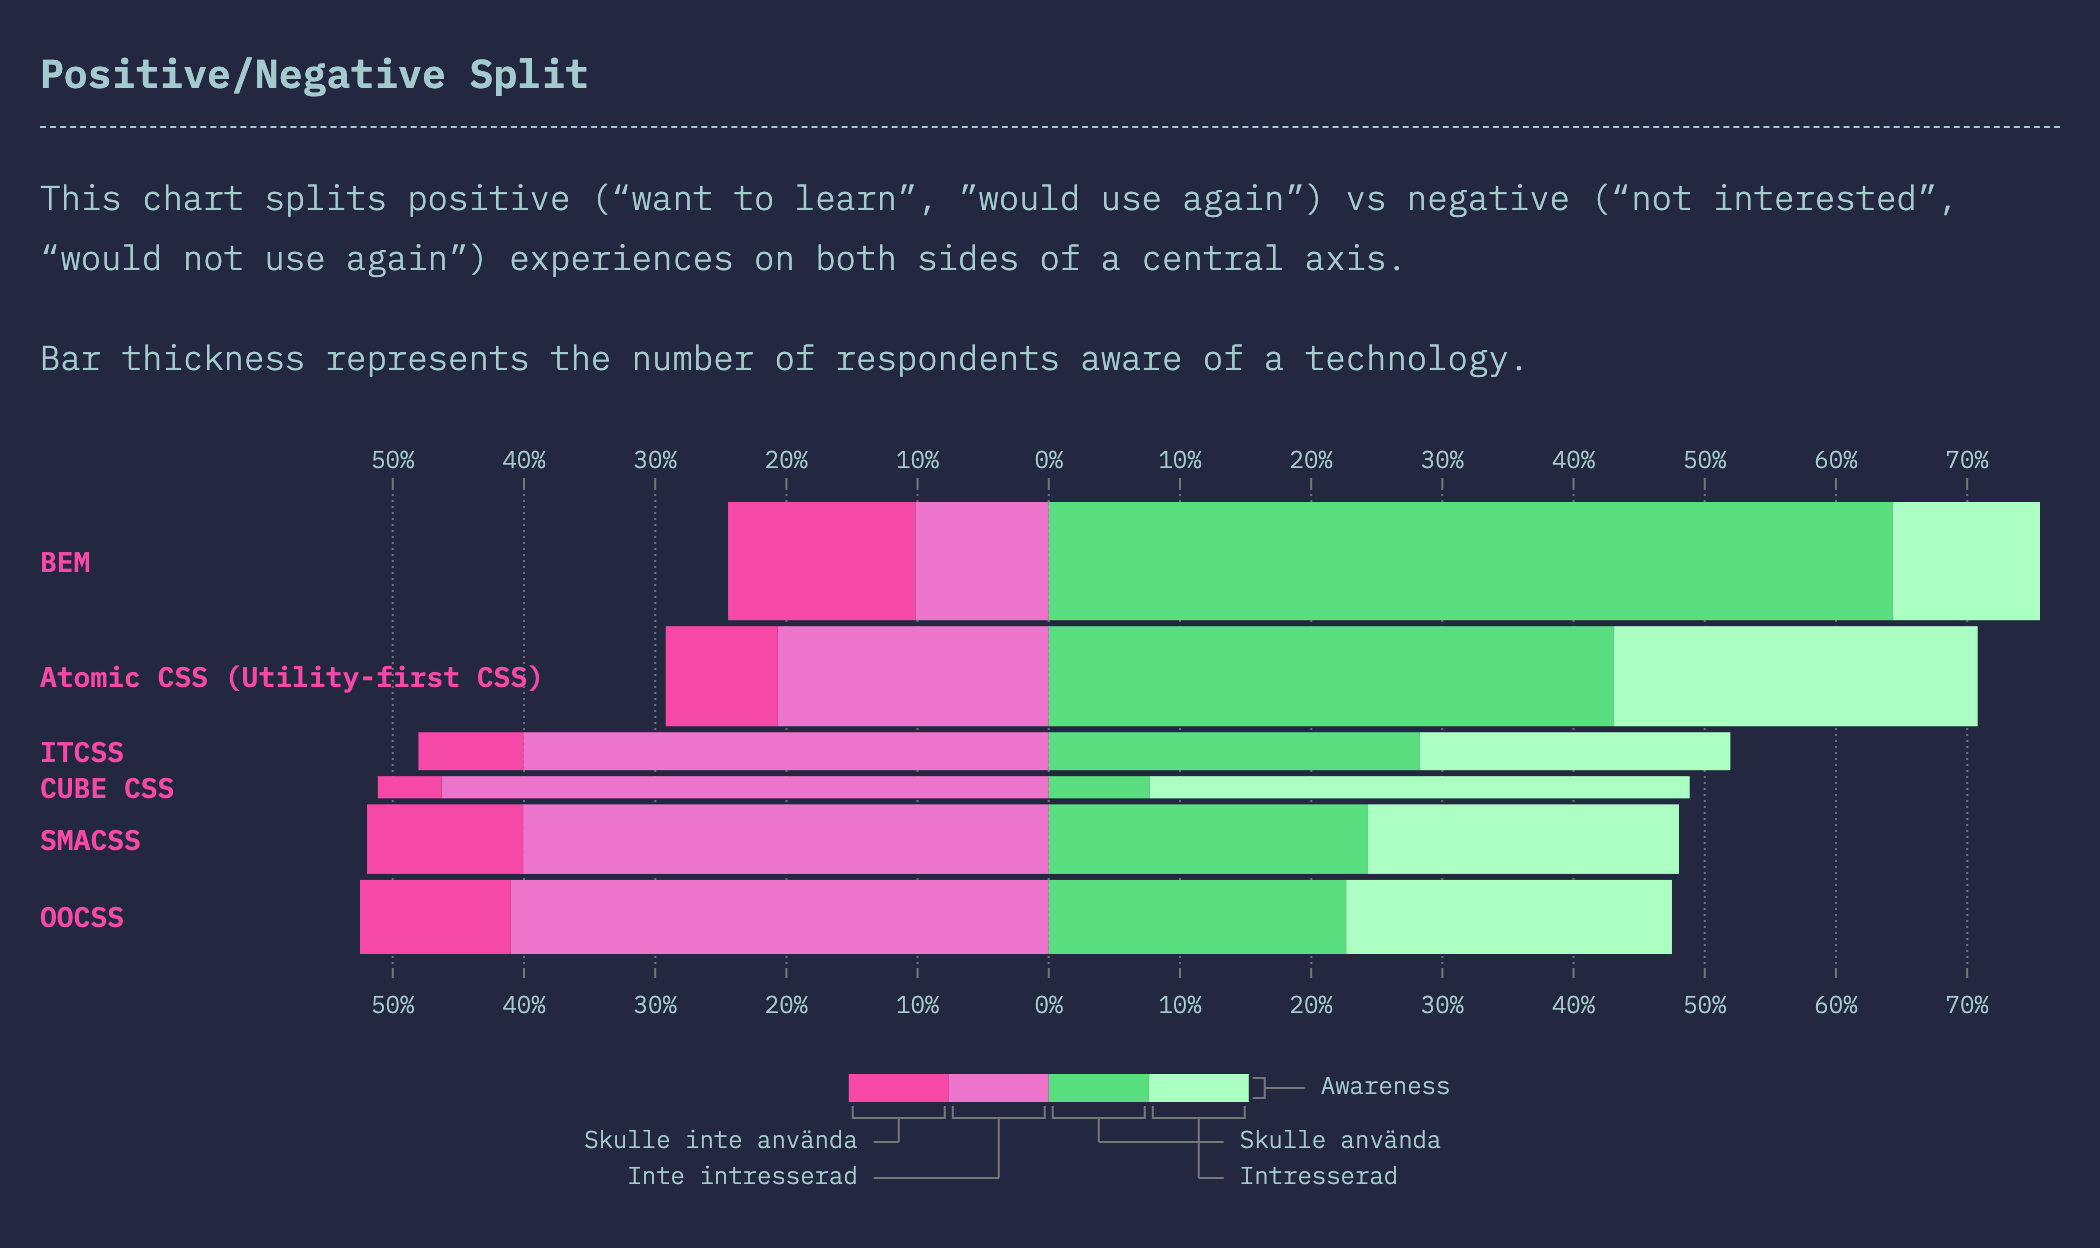 Positive/Negative Split
This chart splits positive (“want to learn”, ”would use again”) vs negative (“not interested”,
“would not use again”) experiences on both sides of a central axis.
Bar thickness represents the number of respondents aware of a technology.
50% 40% 30% 20% 10% 0% 10% 20% 30% 40% 50% 60% 70%
BEM
Atomic CSS (Utility-first CSS)
ITCSS
CUBE CSS
SMACSS
OOCSS
50% 40% 30% 20% 10% 0% 10% 20% 30% 40% 50% 60% 70%
Awareness
Skulle inte använda Skulle använda
Inte intresserad Intresserad